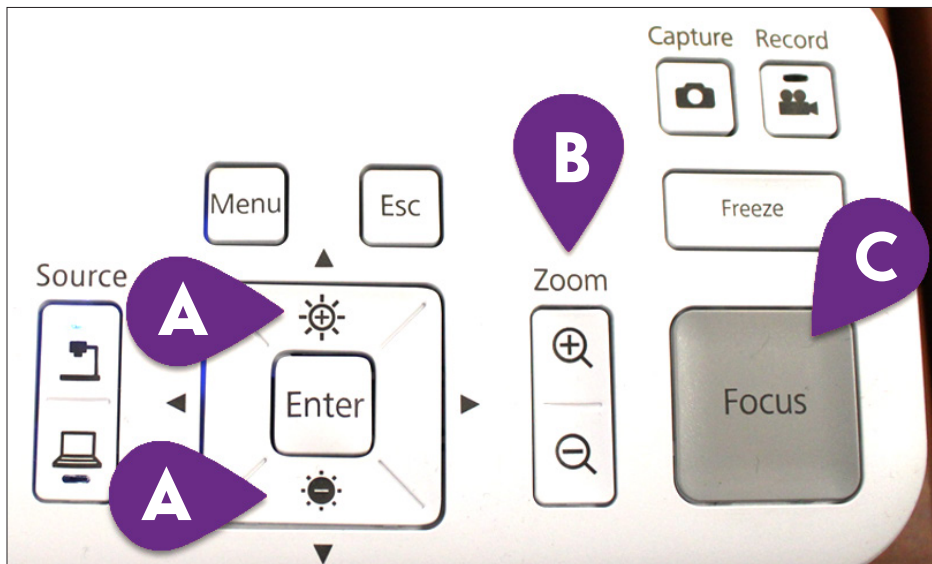 Capture Record
B
Menu Esc Freeze
C
Source A Zoom
Enter Focus
A